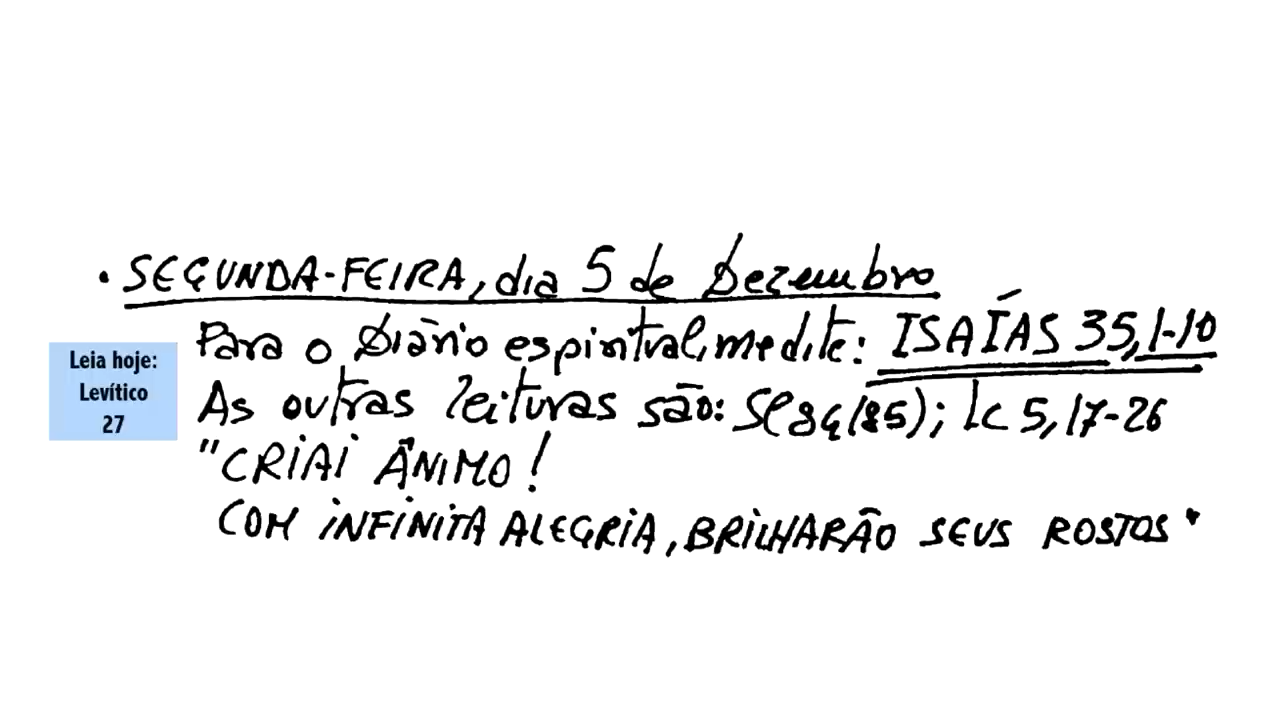 • SEGUNDA-FEIRA, dia 5 de Dezembro
Para o Diário espiritual, medite: ISAÍAS 35,1-10
Leia hoje:
Levítico
27
As outras leituras são: Sl 84(85); Lc 5,17-26
"CRIAI ÂNIMO!
COM INFINITA ALEGRIA, BRILHARÃO SEUS ROSTOS"